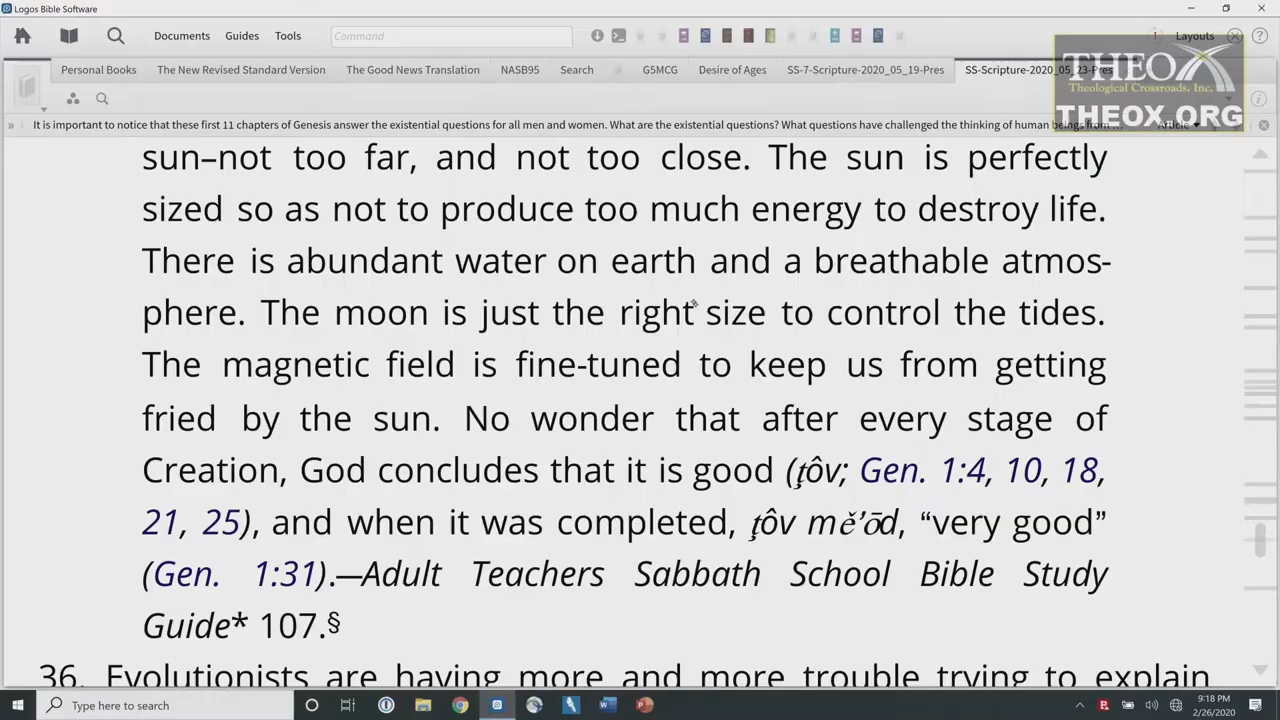 Logos Bible Software
Documents Guides Tools Command Layouts
Personal Books The New Revised Standard Version NASB95 Search G5MCG Desire of Ages SS-7-Scripture-2020_05_19-Pres SS-Scripture-2020_05_23-Pres
THEOX
Theological Crossroads, Inc.
THEOX.ORG
» It is important to notice that these first 11 chapters of Genesis answer the existential questions for all men and women. What are the existential questions? What questions have challenged the thinking of human beings from ... Article
sun–not too far, and not too close. The sun is perfectly
sized so as not to produce too much energy to destroy life.
There is abundant water on earth and a breathable atmos-
phere. The moon is just the right size to control the tides.
The magnetic field is fine-tuned to keep us from getting
fried by the sun. No wonder that after every stage of
Creation, God concludes that it is good (ţôv; Gen. 1:4, 10, 18,
21, 25), and when it was completed, ţôv mě’ōd, “very good”
(Gen. 1:31).—Adult Teachers Sabbath School Bible Study
Guide* 107.§
36. Evolutionists are having more and more trouble trying to explain
Type here to search
9:18 PM
2/26/2020